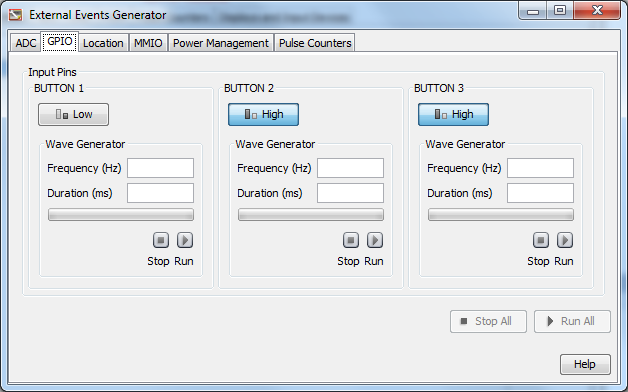 External Events Generator
ADC GPIO Location MMIO Power Management Pulse Counters
Input Pins
BUTTON 1 BUTTON 2 BUTTON 3
Low High High
Wave Generator Wave Generator Wave Generator
Frequency (Hz) Frequency (Hz) Frequency (Hz)
Duration (ms) Duration (ms) Duration (ms)
Stop Run Stop Run Stop Run
Stop All Run All
Help